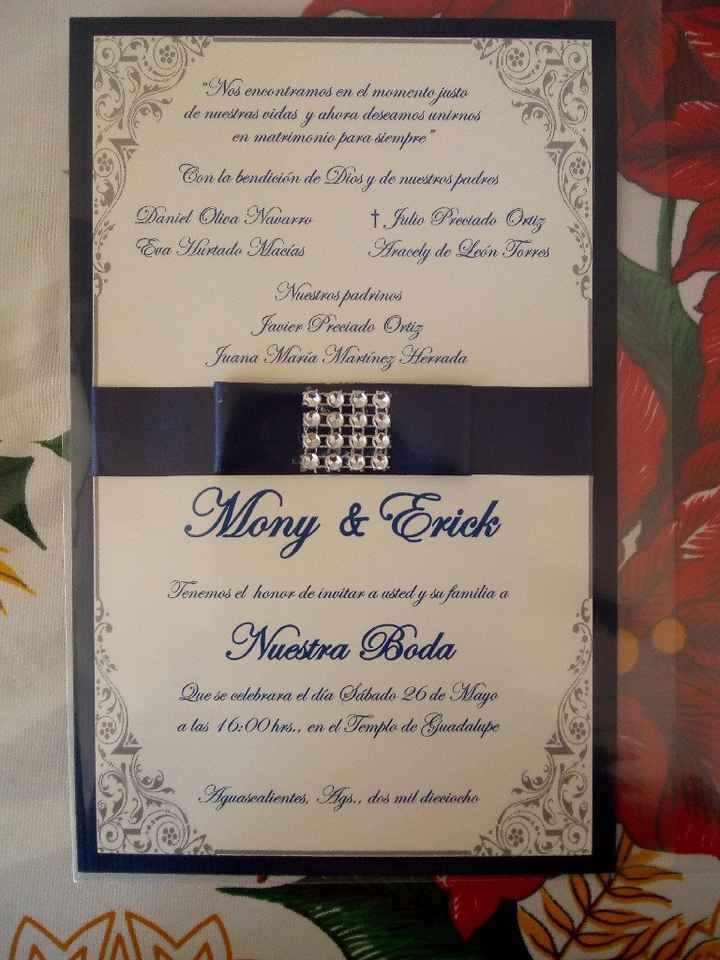 "Nos encontramos en el momento justo
de nuestras vidas y ahora deseamos unirnos
en matrimonio para siempre"
Con la bendición de Dios y de nuestros padres
Daniel Oliva Navarro † Julio Preciado Ortiz
Eva Hurtado Macías Aracely de León Torres
Nuestros padrinos
Javier Preciado Ortiz
Juana María Martínez Herrada
Mony & Erick
Tenemos el honor de invitar a usted y su familia a
Nuestra Boda
Que se celebrara el día Sábado 26 de Mayo
a las 16:00 hrs., en el Templo de Guadalupe
Aguascalientes, Ags., dos mil dieciocho